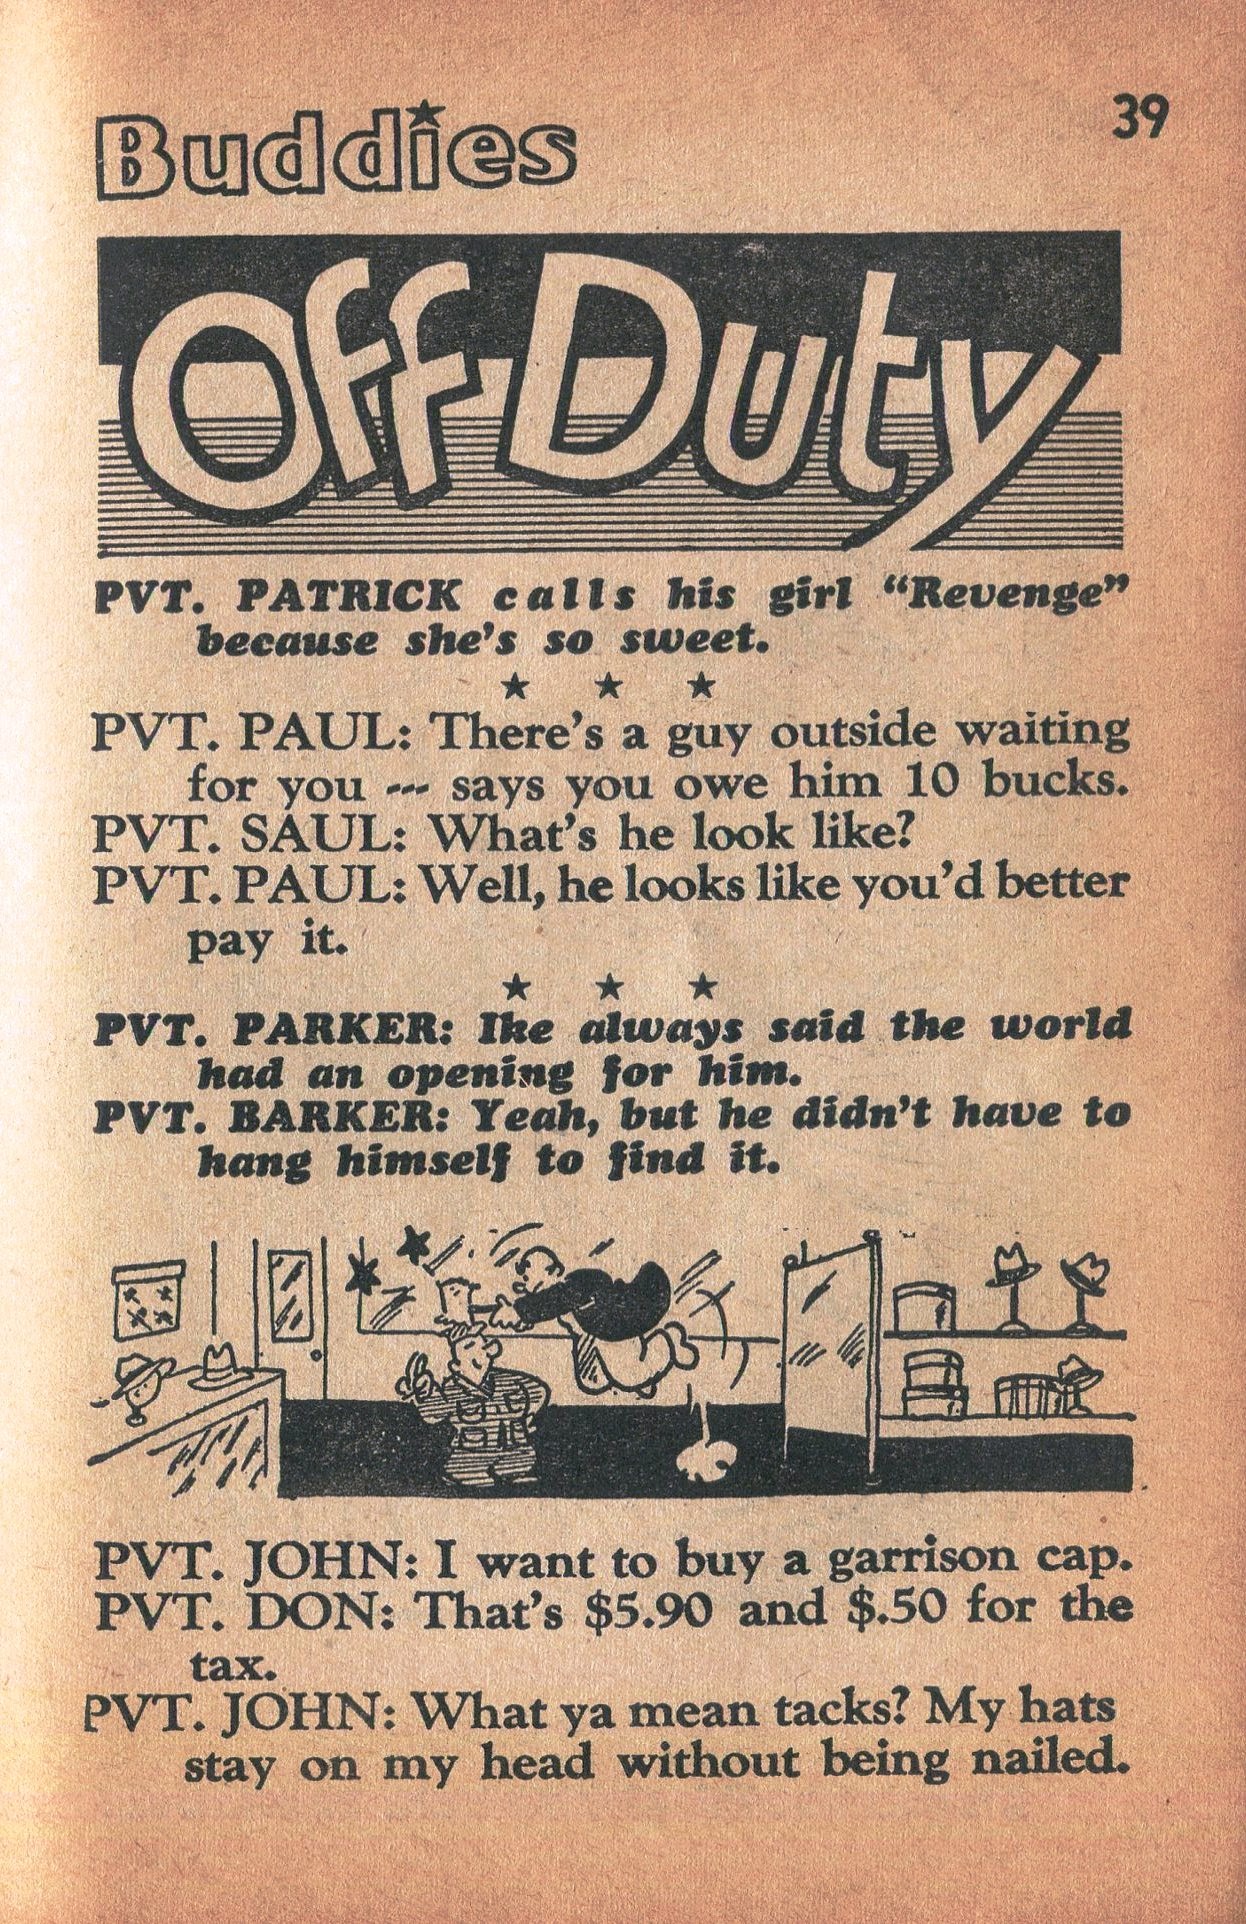 39
Buddies
Off Duty
PVT. PATRICK calls his girl “Revenge”
because she's so sweet.
★ ★ ★
PVT. PAUL: There's a guy outside waiting
for you --- says you owe him 10 bucks.
PVT. SAUL: What's he look like?
PVT. PAUL: Well, he looks like you'd better
pay it.
★ ★ ★
PVT. PARKER: Ike always said the world
had an opening for him.
PVT. BARKER: Yeah, but he didn't have to
hang himself to find it.
PVT. JOHN: I want to buy a garrison cap.
PVT. DON: That's $5.90 and $.50 for the
tax.
PVT. JOHN: What ya mean tacks? My hats
stay on my head without being nailed.